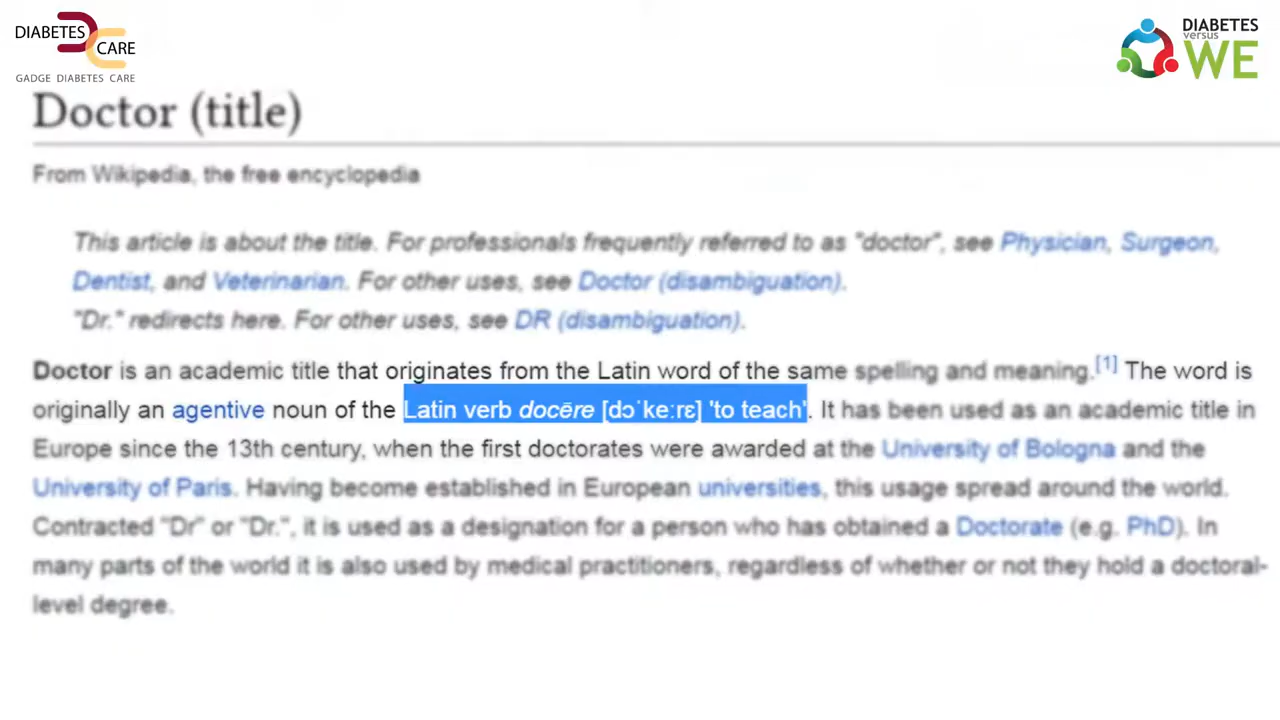 DIABETES
CARE
GADGE DIABETES CARE
DIABETES
versus
WE
Doctor (title)
From Wikipedia, the free encyclopedia
This article is about the title. For professionals frequently referred to as "doctor", see Physician, Surgeon,
Dentist, and Veterinarian. For other uses, see Doctor (disambiguation).
"Dr." redirects here. For other uses, see DR (disambiguation).
Doctor is an academic title that originates from the Latin word of the same spelling and meaning.[1] The word is
originally an agentive noun of the Latin verb docēre [dɔˈkeːrɛ] 'to teach'. It has been used as an academic title in
Europe since the 13th century, when the first doctorates were awarded at the University of Bologna and the
University of Paris. Having become established in European universities, this usage spread around the world.
Contracted "Dr" or "Dr.", it is used as a designation for a person who has obtained a Doctorate (e.g. PhD). In
many parts of the world it is also used by medical practitioners, regardless of whether or not they hold a doctoral-
level degree.